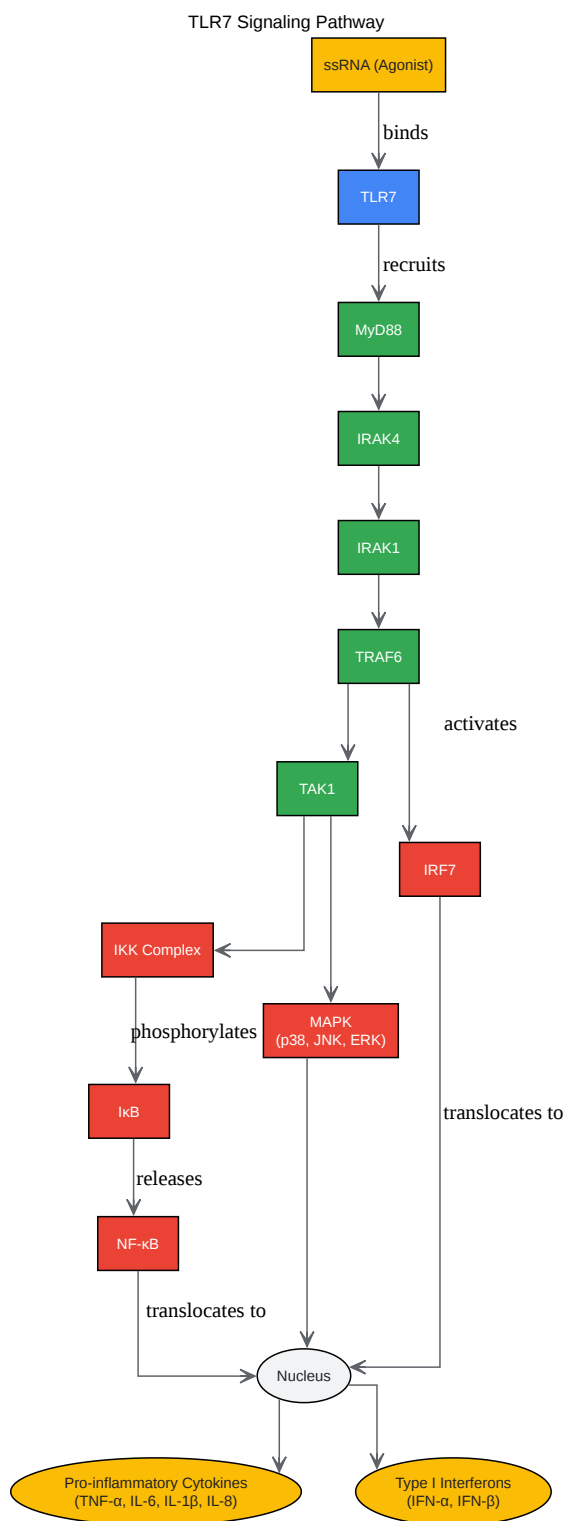 TLR7 Signaling Pathway
ssRNA (Agonist)
binds
TLR7
recruits
MyD88
IRAK4
IRAK1
TRAF6
activates
TAK1
IRF7
IKK Complex
phosphorylates
MAPK
(p38, JNK, ERK)
IκB
translocates to
releases
NF-κB
translocates to
Nucleus
Pro-inflammatory Cytokines
(TNF-α, IL-6, IL-1β, IL-8)
Type I Interferons
(IFN-α, IFN-β)